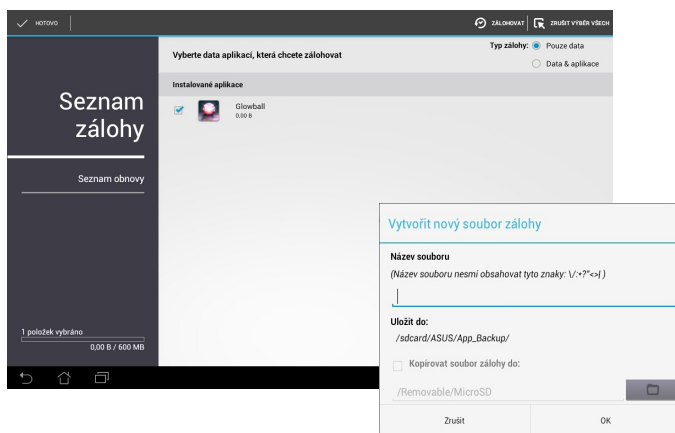 HOTOVO
ZÁLOHOVAT
ZRUŠIT VÝBĚR VŠECH
Seznam
zálohy
Seznam obnovy
1 položek vybráno
0,00 B / 600 MB
Vyberte data aplikací, která chcete zálohovat
Typ zálohy:
Pouze data
Data & aplikace
Instalované aplikace
Glowball
0,00 B
Vytvořit nový soubor zálohy
Název souboru
(Název souboru nesmí obsahovat tyto znaky: \/:•?"<>| )
Uložit do:
/sdcard/ASUS/App_Backup/
Kopírovat soubor zálohy do:
/Removable/MicroSD
Zrušit
OK